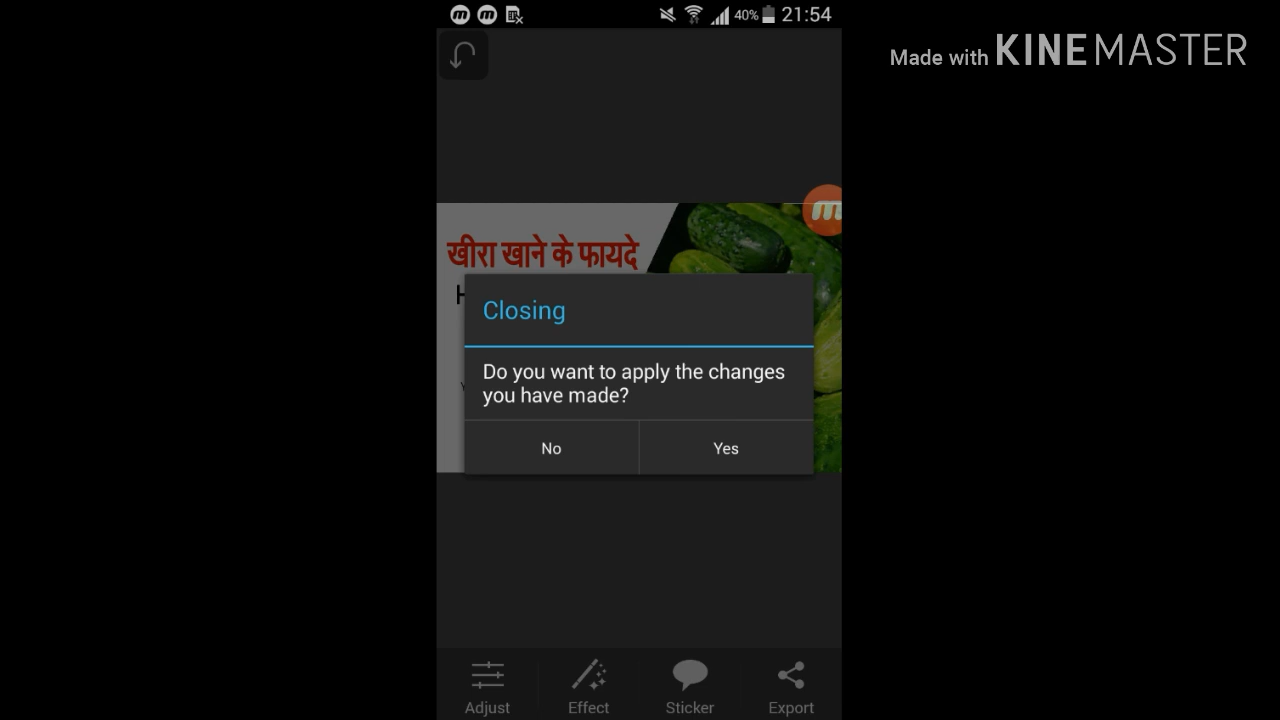 40% 21:54
Made with KINEMASTER
खीरा खाने के फायदे
H
Closing
Do you want to apply the changes
you have made?
No Yes
Adjust Effect Sticker Export